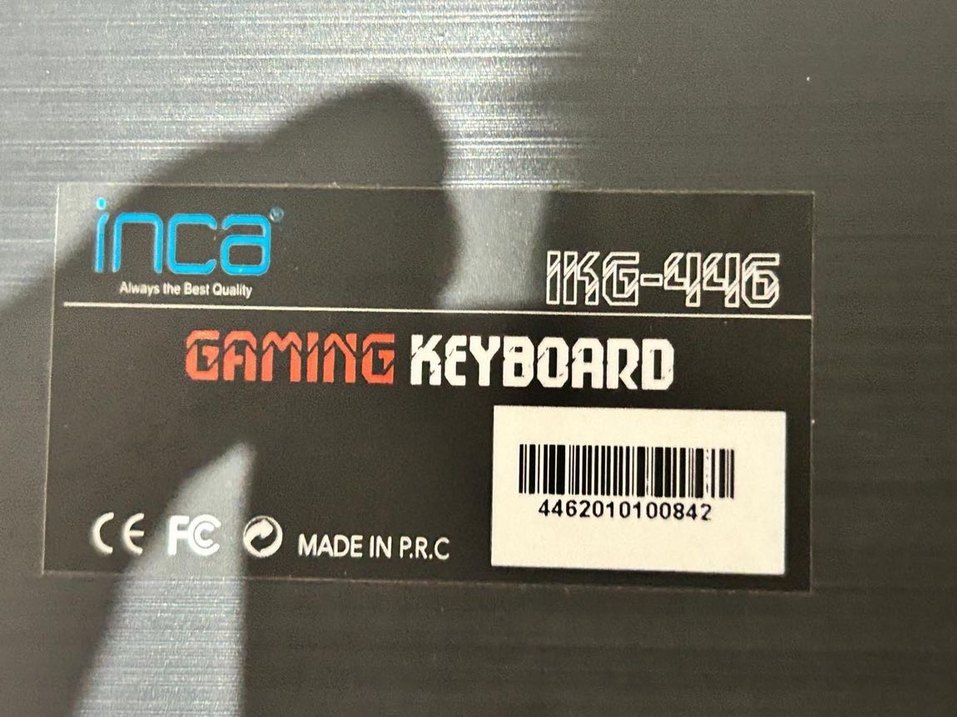 inca®
Always the Best Quality
IKG-446
GAMING KEYBOARD
4462010100842
CE FC MADE IN P.R.C